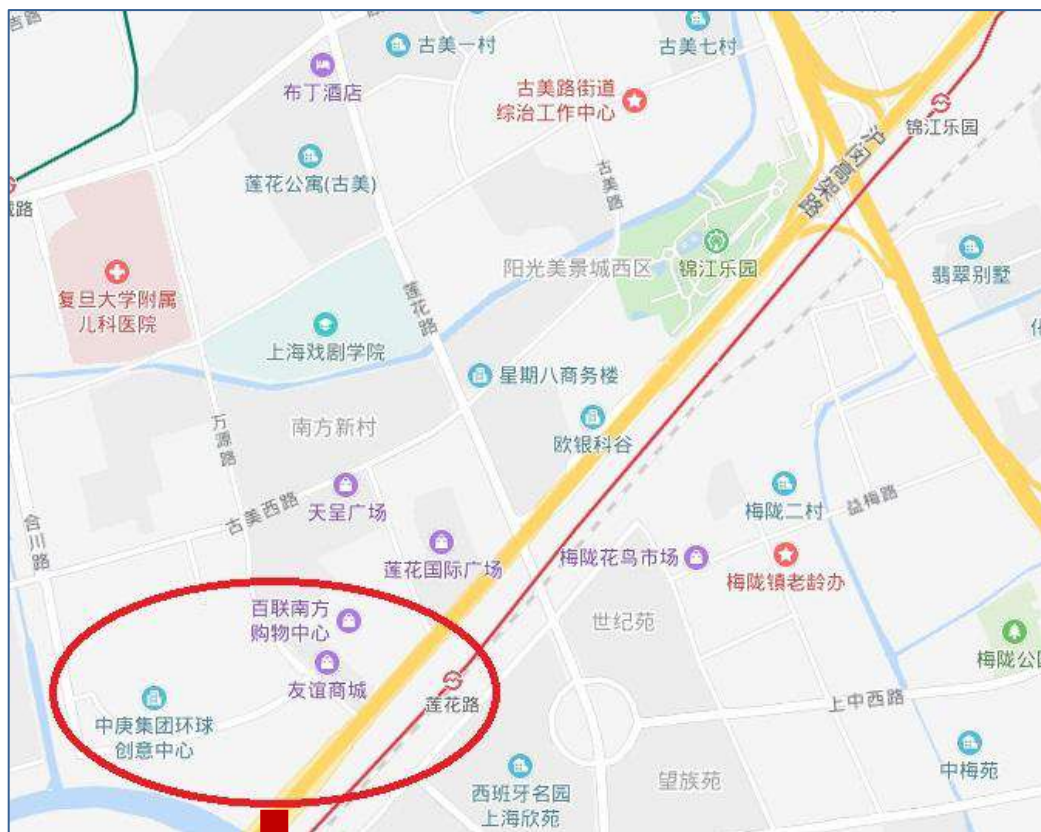 古美一村
古美七村
布丁酒店
古美路街道
综治工作中心
锦江乐园
沪闵高架路
莲花公寓(古美)
古美路
复旦大学附属
儿科医院
阳光美景城西区
锦江乐园
翡翠别墅
莲花路
上海戏剧学院
星期八商务楼
南方新村
欧银科谷
万源路
天呈广场
古美西路
梅陇二村
益梅路
合川路
莲花国际广场
梅陇花鸟市场
梅陇镇老龄办
百联南方
购物中心
世纪苑
梅陇公
友谊商城
莲花路
上中西路
中庚集团环球
创意中心
西班牙名园
上海欣苑
望族苑
中梅苑